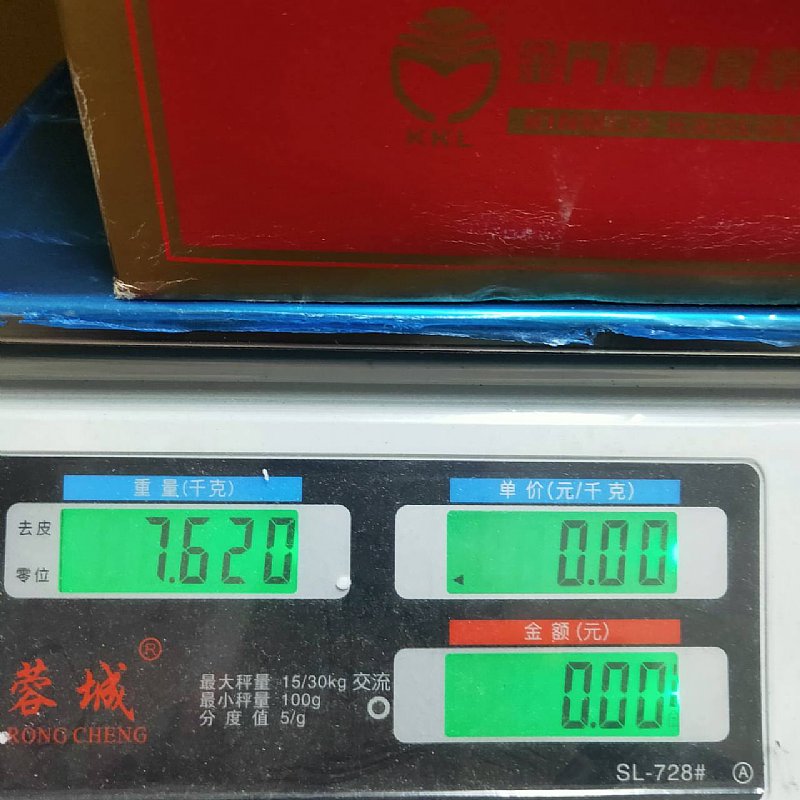 KKL
重量(千克)
单价(元/千克)
去皮
零位
7.620
0.00
金额(元)
0.00
蓉城®
RONG CHENG
最大秤量 15/30kg 交流
最小秤量 100g
分度值 5/g
SL-728# Ⓐ